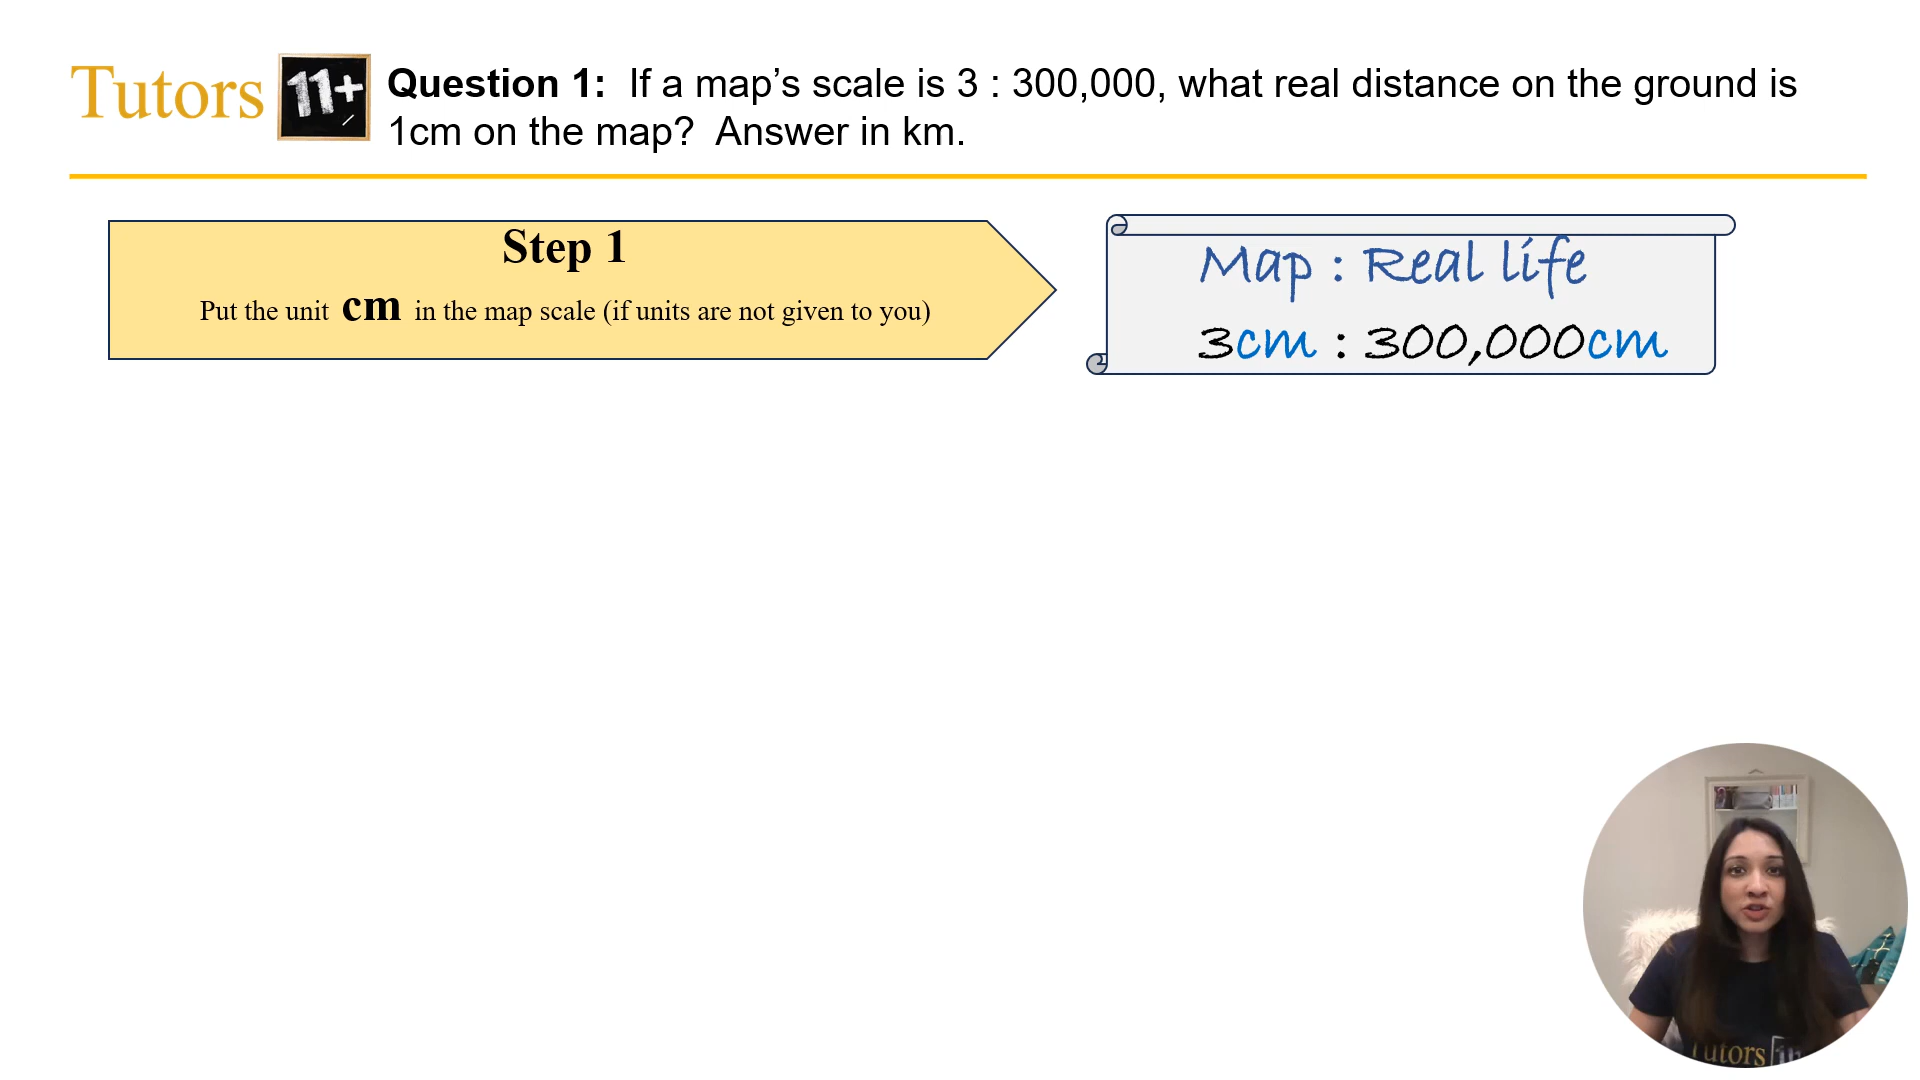 Tutors 11+
Question 1: If a map’s scale is 3 : 300,000, what real distance on the ground is
1cm on the map? Answer in km.
Step 1
Put the unit cm in the map scale (if units are not given to you)
Map : Real life
3cm : 300,000cm
Tutors